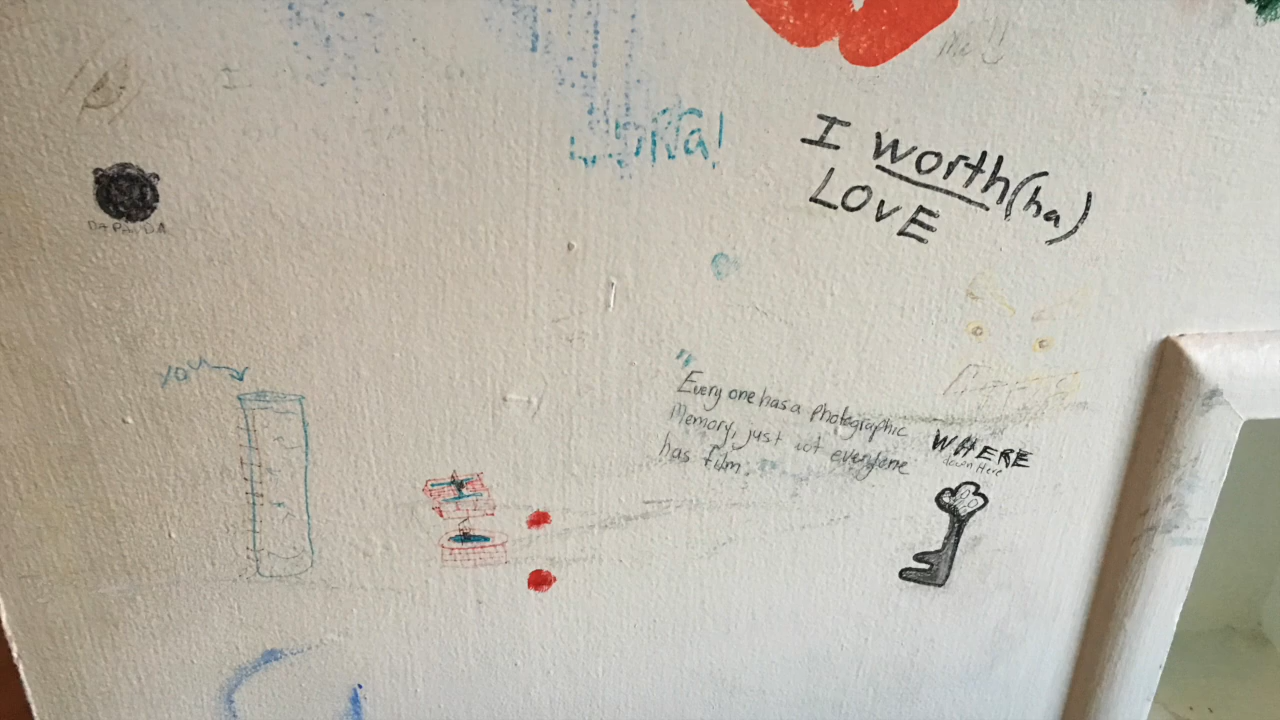 I worth(ha)
LOVE
you
"Every one has a Photographic
Memory, just not everyone
has film.
WHERE
down Here